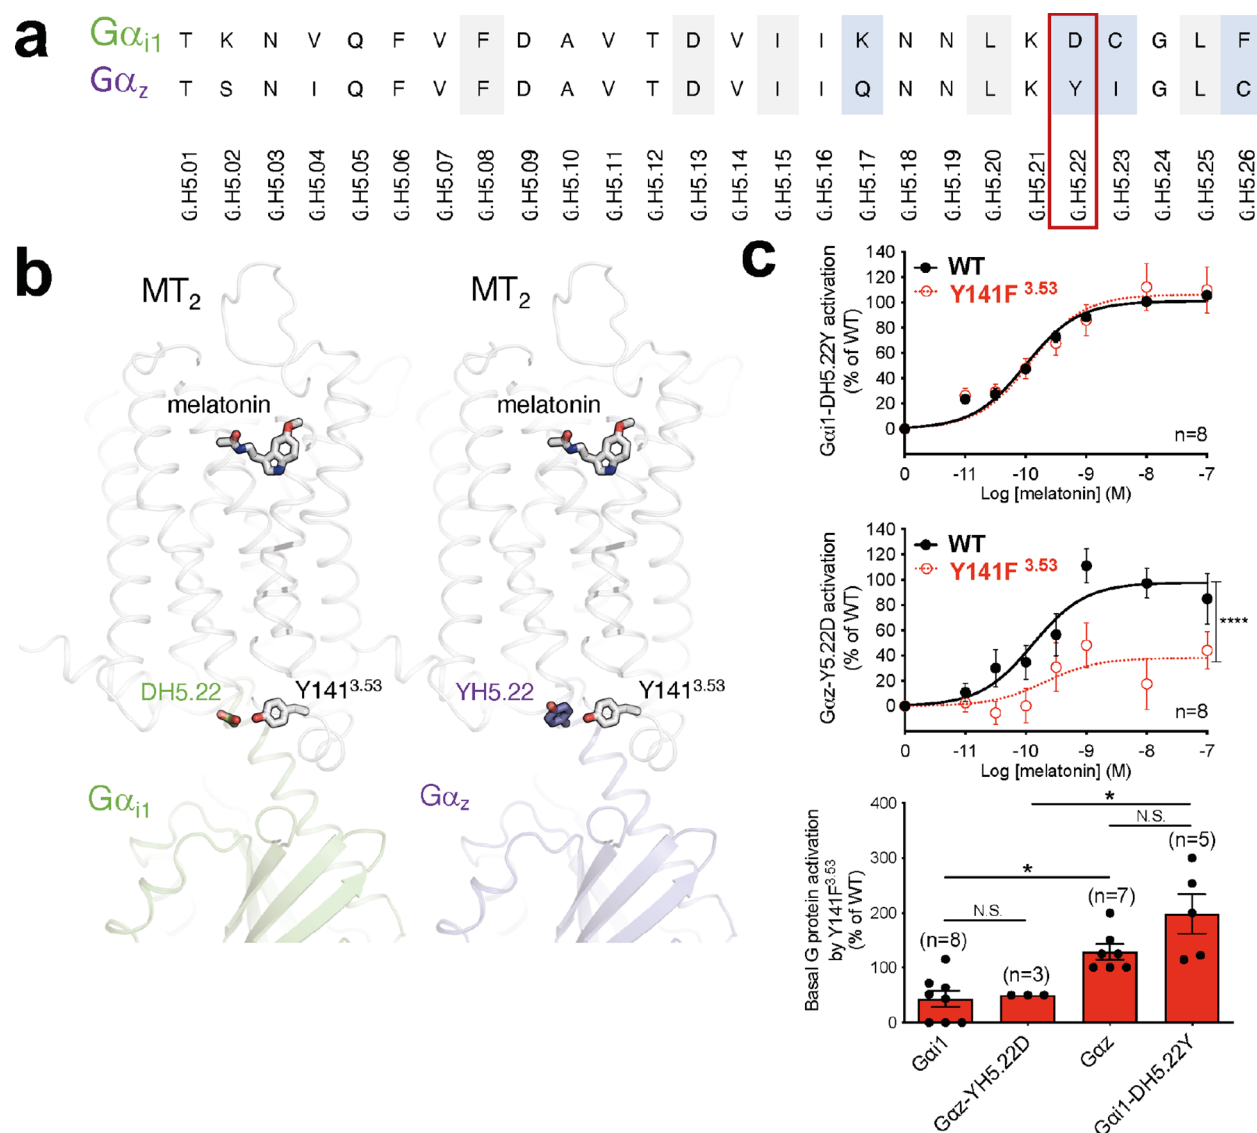 a
Gαi1 T K N V Q F V F D A V T D V I I K N N L K D C G L F
Gαz T S N I Q F V F D A V T D V I I Q N N L K Y I G L C
G.H5.01 G.H5.02 G.H5.03 G.H5.04 G.H5.05 G.H5.06 G.H5.07 G.H5.08 G.H5.09 G.H5.10 G.H5.11 G.H5.12 G.H5.13 G.H5.14 G.H5.15 G.H5.16 G.H5.17 G.H5.18 G.H5.19 G.H5.20 G.H5.21 G.H5.22 G.H5.23 G.H5.24 G.H5.25 G.H5.26
b
MT2
melatonin
DH5.22
Y141^3.53
Gαi1
MT2
melatonin
YH5.22
Y141^3.53
Gαz
c
Gαi1-DH5.22Y activation
(% of WT)
140
120
100
80
60
40
20
0
WT
Y141F 3.53
n=8
0 -11 -10 -9 -8 -7
Log [melatonin] (M)
Gαz-Y5.22D activation
(% of WT)
140
120
100
80
60
40
20
0
WT
Y141F 3.53
****
n=8
0 -11 -10 -9 -8 -7
Log [melatonin] (M)
Basal G protein activation
by Y141F^3.53
(% of WT)
400
300
200
100
0
*
N.S.
(n=5)
*
(n=7)
N.S.
(n=8)
(n=3)
Gαi1
Gαz-YH5.22D
Gαz
Gαi1-DH5.22Y